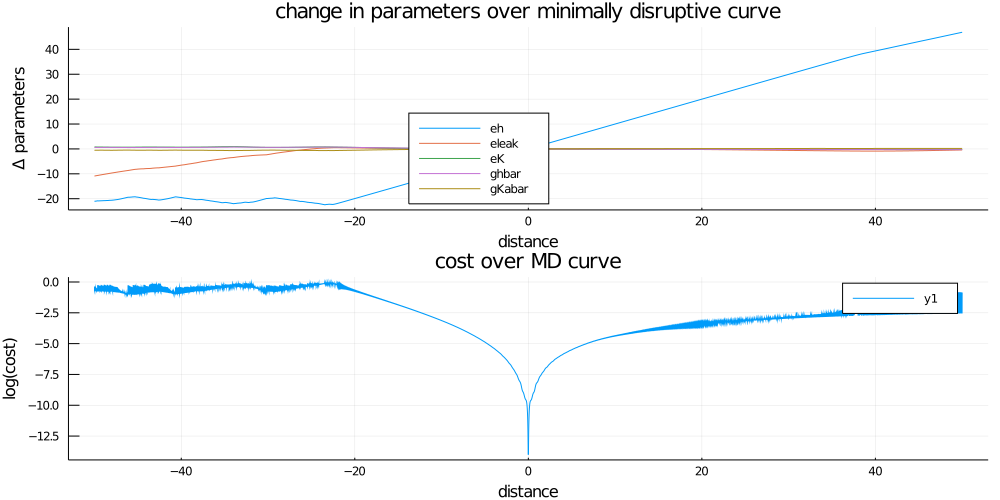 change in parameters over minimally disruptive curve
Δ parameters
40
30
20
10
0
−10
−20
eh
eleak
eK
ghbar
gKabar
−40
−20
0
20
40
distance
cost over MD curve
log(cost)
0.0
−2.5
−5.0
−7.5
−10.0
−12.5
y1
−40
−20
0
20
40
distance